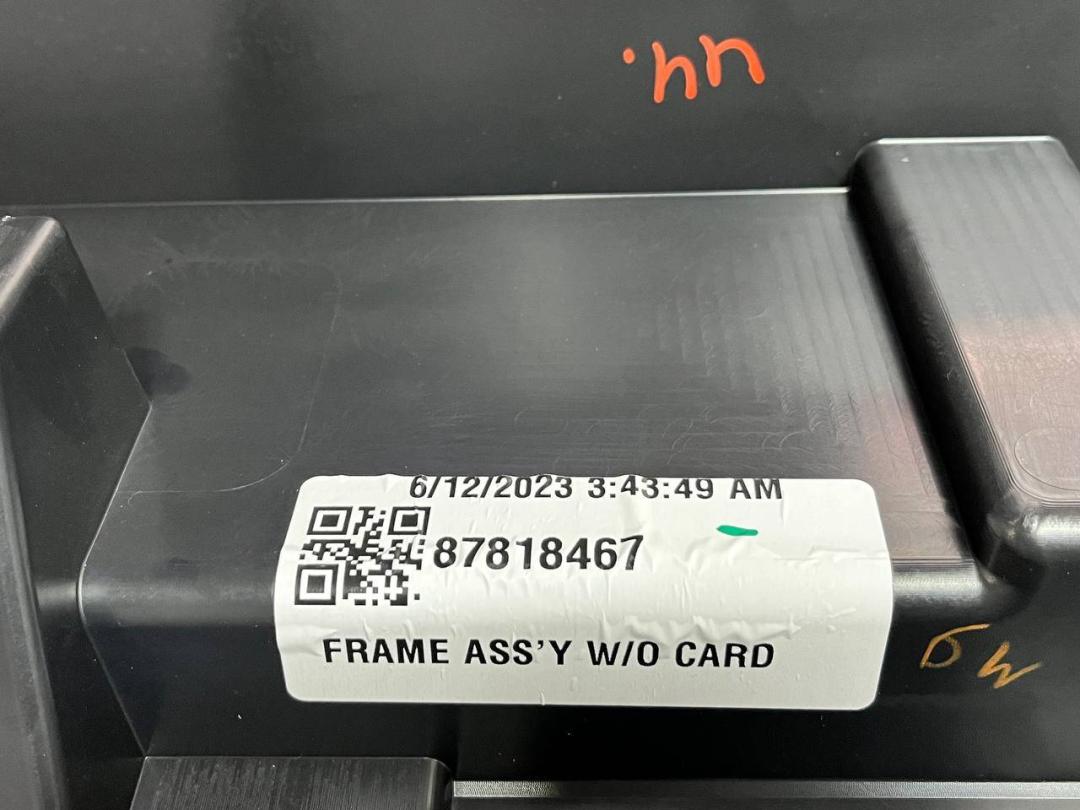 6/12/2023 3:43:49 AM
87818467
FRAME ASS'Y W/O CARD